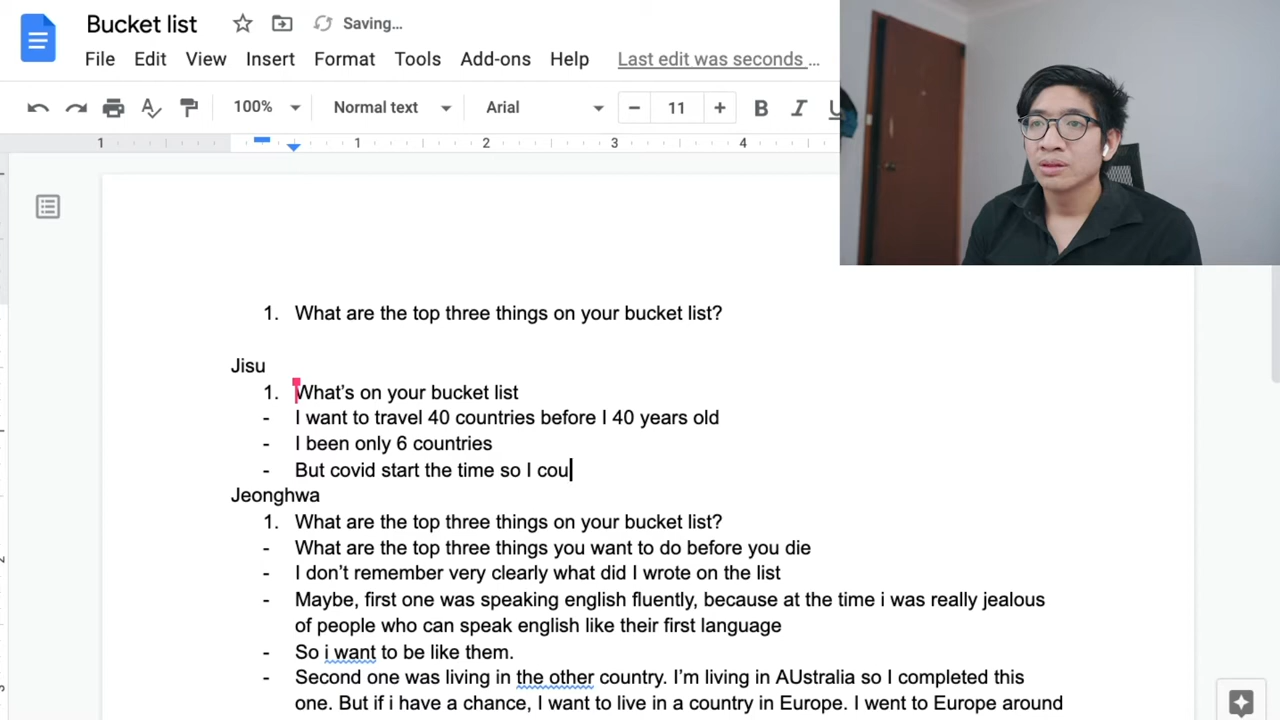 Bucket list
Saving…
File Edit View Insert Format Tools Add-ons Help Last edit was seconds …
100% Normal text Arial − 11 + B I U
1 1 2 3 4
1. What are the top three things on your bucket list?
Jisu
1. What’s on your bucket list
- I want to travel 40 countries before I 40 years old
- I been only 6 countries
- But covid start the time so I cou
Jeonghwa
1. What are the top three things on your bucket list?
- What are the top three things you want to do before you die
- I don’t remember very clearly what did I wrote on the list
- Maybe, first one was speaking english fluently, because at the time i was really jealous
of people who can speak english like their first language
- So i want to be like them.
- Second one was living in the other country. I’m living in AUstralia so I completed this
one. But if i have a chance, I want to live in a country in Europe. I went to Europe around